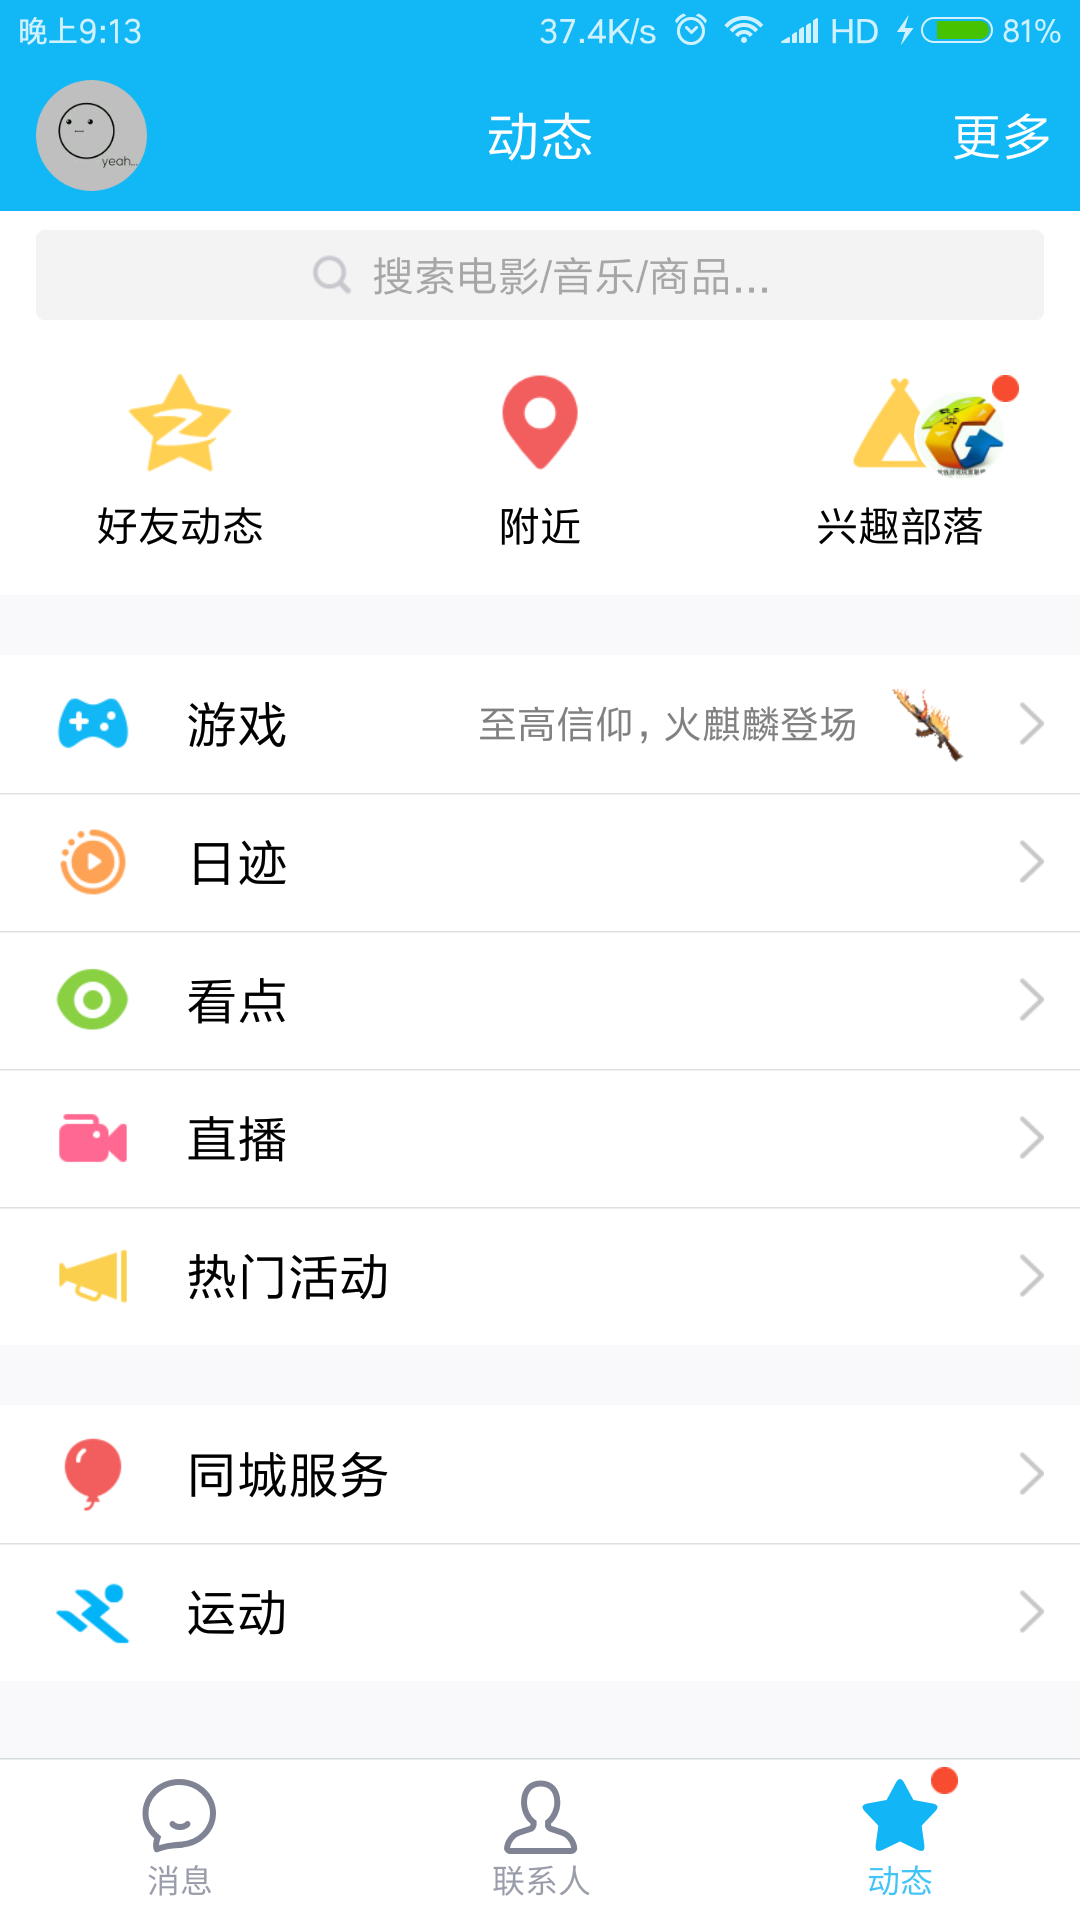 晚上9:13 37.4K/s HD 81%
yeah...
动态 更多
搜索电影/音乐/商品...
好友动态 附近 兴趣部落
游戏 至高信仰，火麒麟登场
日迹
看点
直播
热门活动
同城服务
运动
消息 联系人 动态